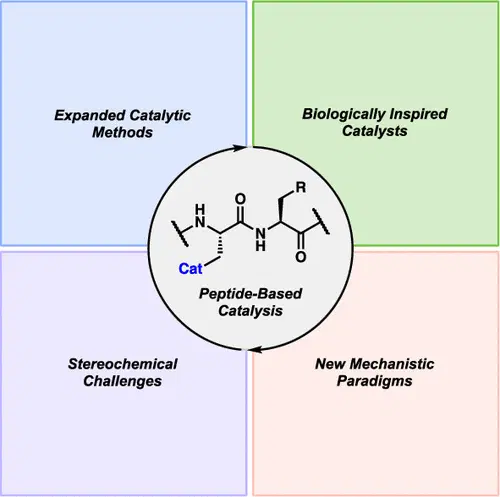 Expanded Catalytic
Methods
Biologically Inspired
Catalysts
H
N
O
N
H
R
O
Cat
Peptide-Based
Catalysis
Stereochemical
Challenges
New Mechanistic
Paradigms